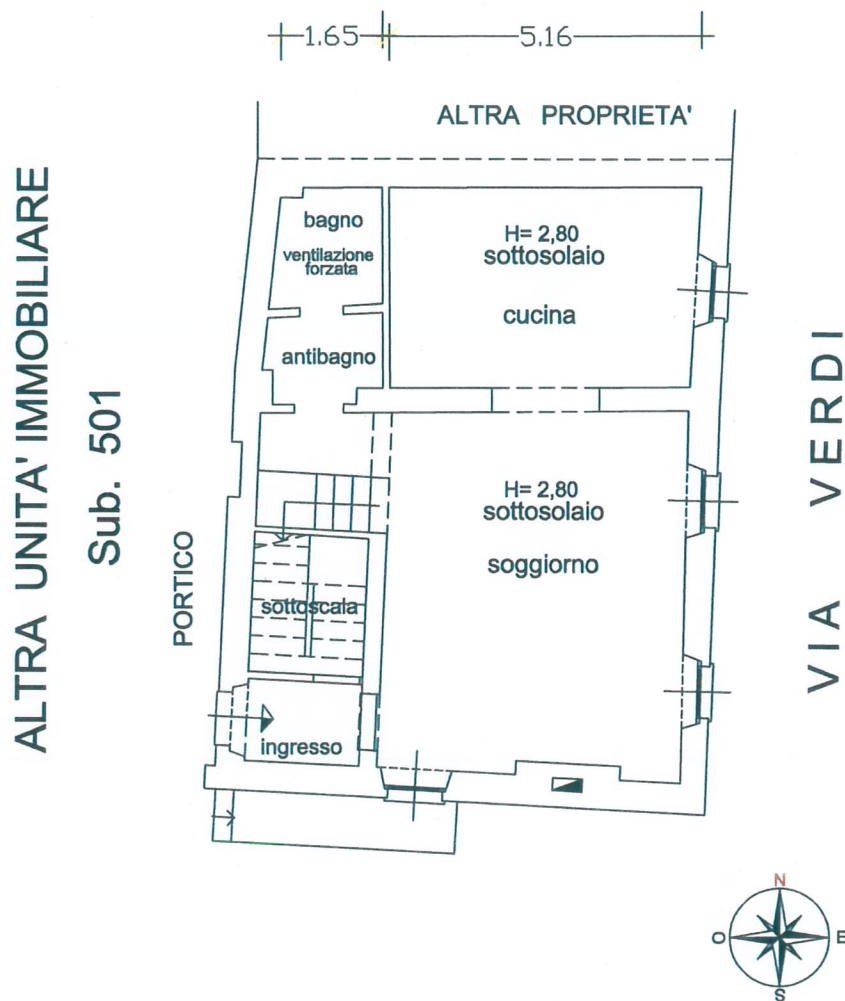 1.65
5.16
ALTRA PROPRIETA'
ALTRA UNITA' IMMOBILIARE
Sub. 501
bagno
ventilazione
forzata
H= 2,80
sottosolaio
cucina
antibagno
H= 2,80
sottosolaio
soggiorno
PORTICO
sottoscala
ingresso
VIA VERDI
N
O
E
S